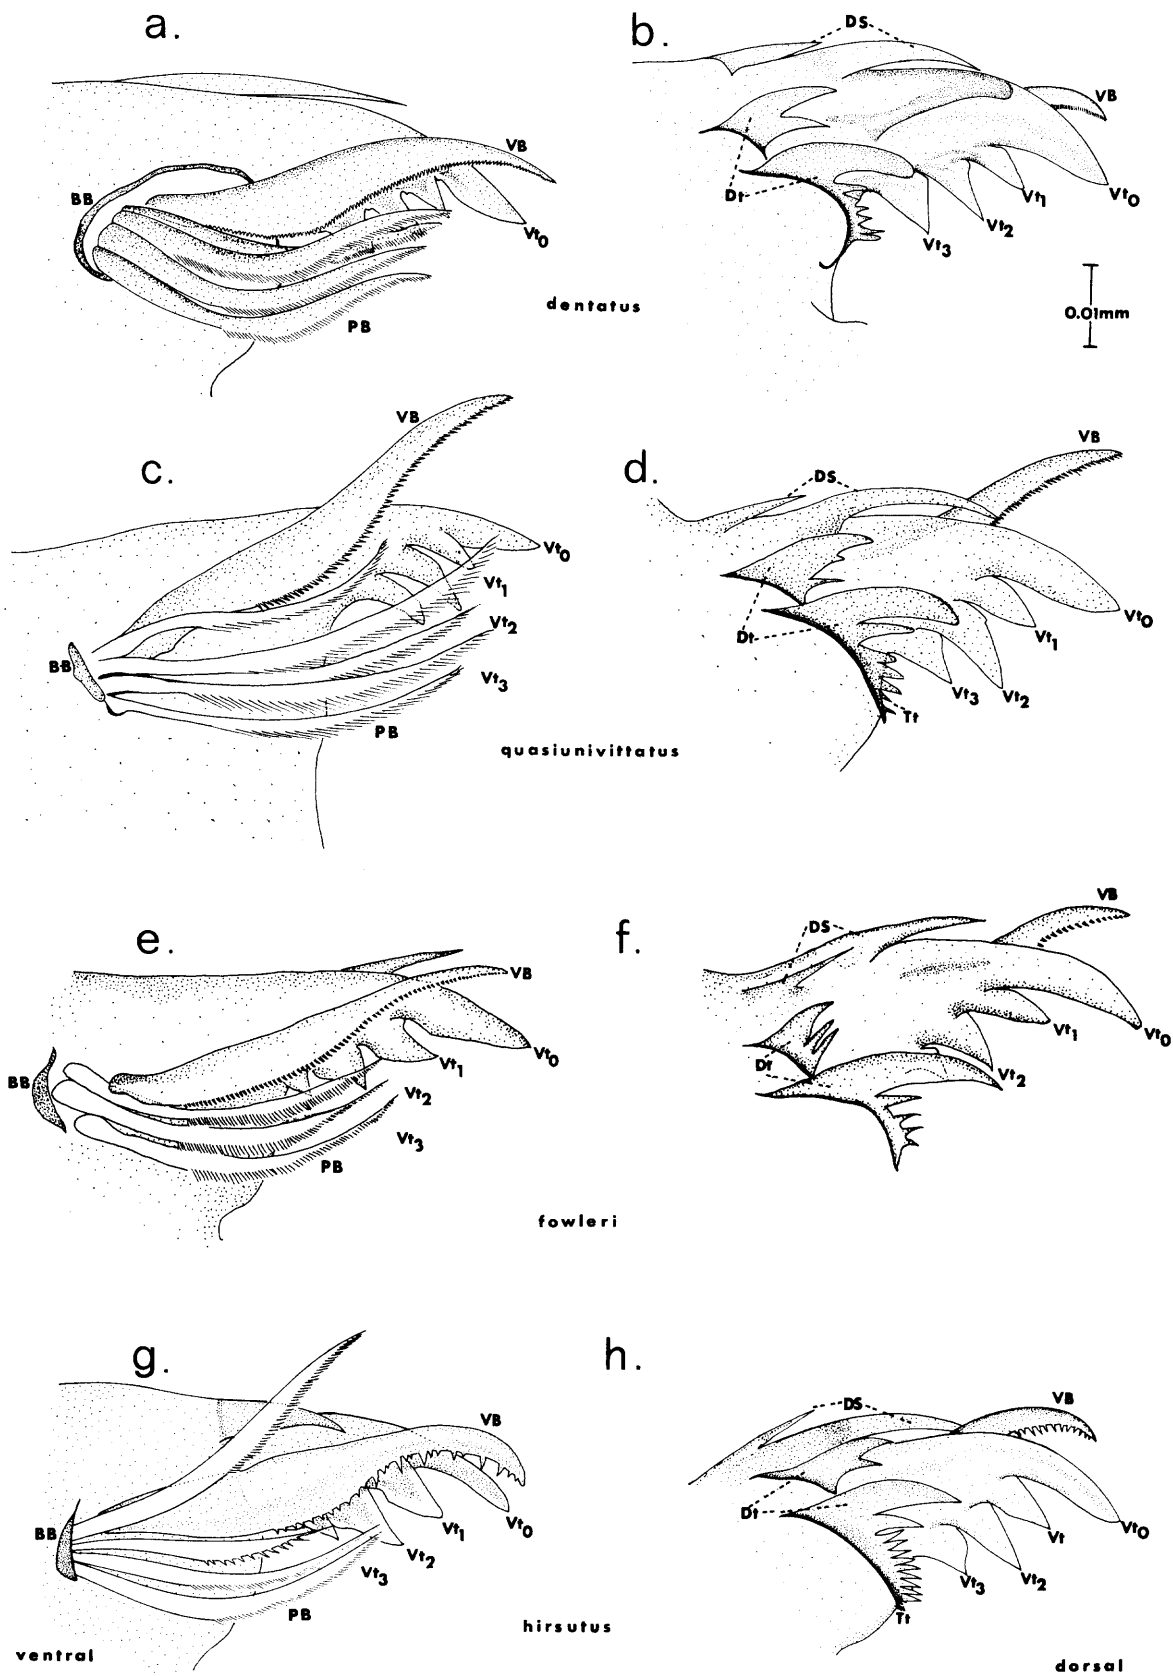 a.
VB
BB
Vt0
PB
dentatus
b.
DS
VB
Dt
Vt3
Vt2
Vt1
Vt0
0.01mm
c.
VB
Vt0
Vt1
Vt2
BB
Vt3
PB
quasiunivittatus
d.
DS
VB
Dt
Vt0
Vt1
Vt3
Vt2
Tt
e.
VB
BB
Vt0
Vt1
Vt2
Vt3
PB
fowleri
f.
DS
VB
Dt
Vt0
Vt1
Vt2
g.
VB
BB
Vt0
Vt1
Vt2
Vt3
PB
hirsutus
h.
DS
VB
Dt
Vt0
Vt
Vt2
Vt3
Tt
ventral
dorsal